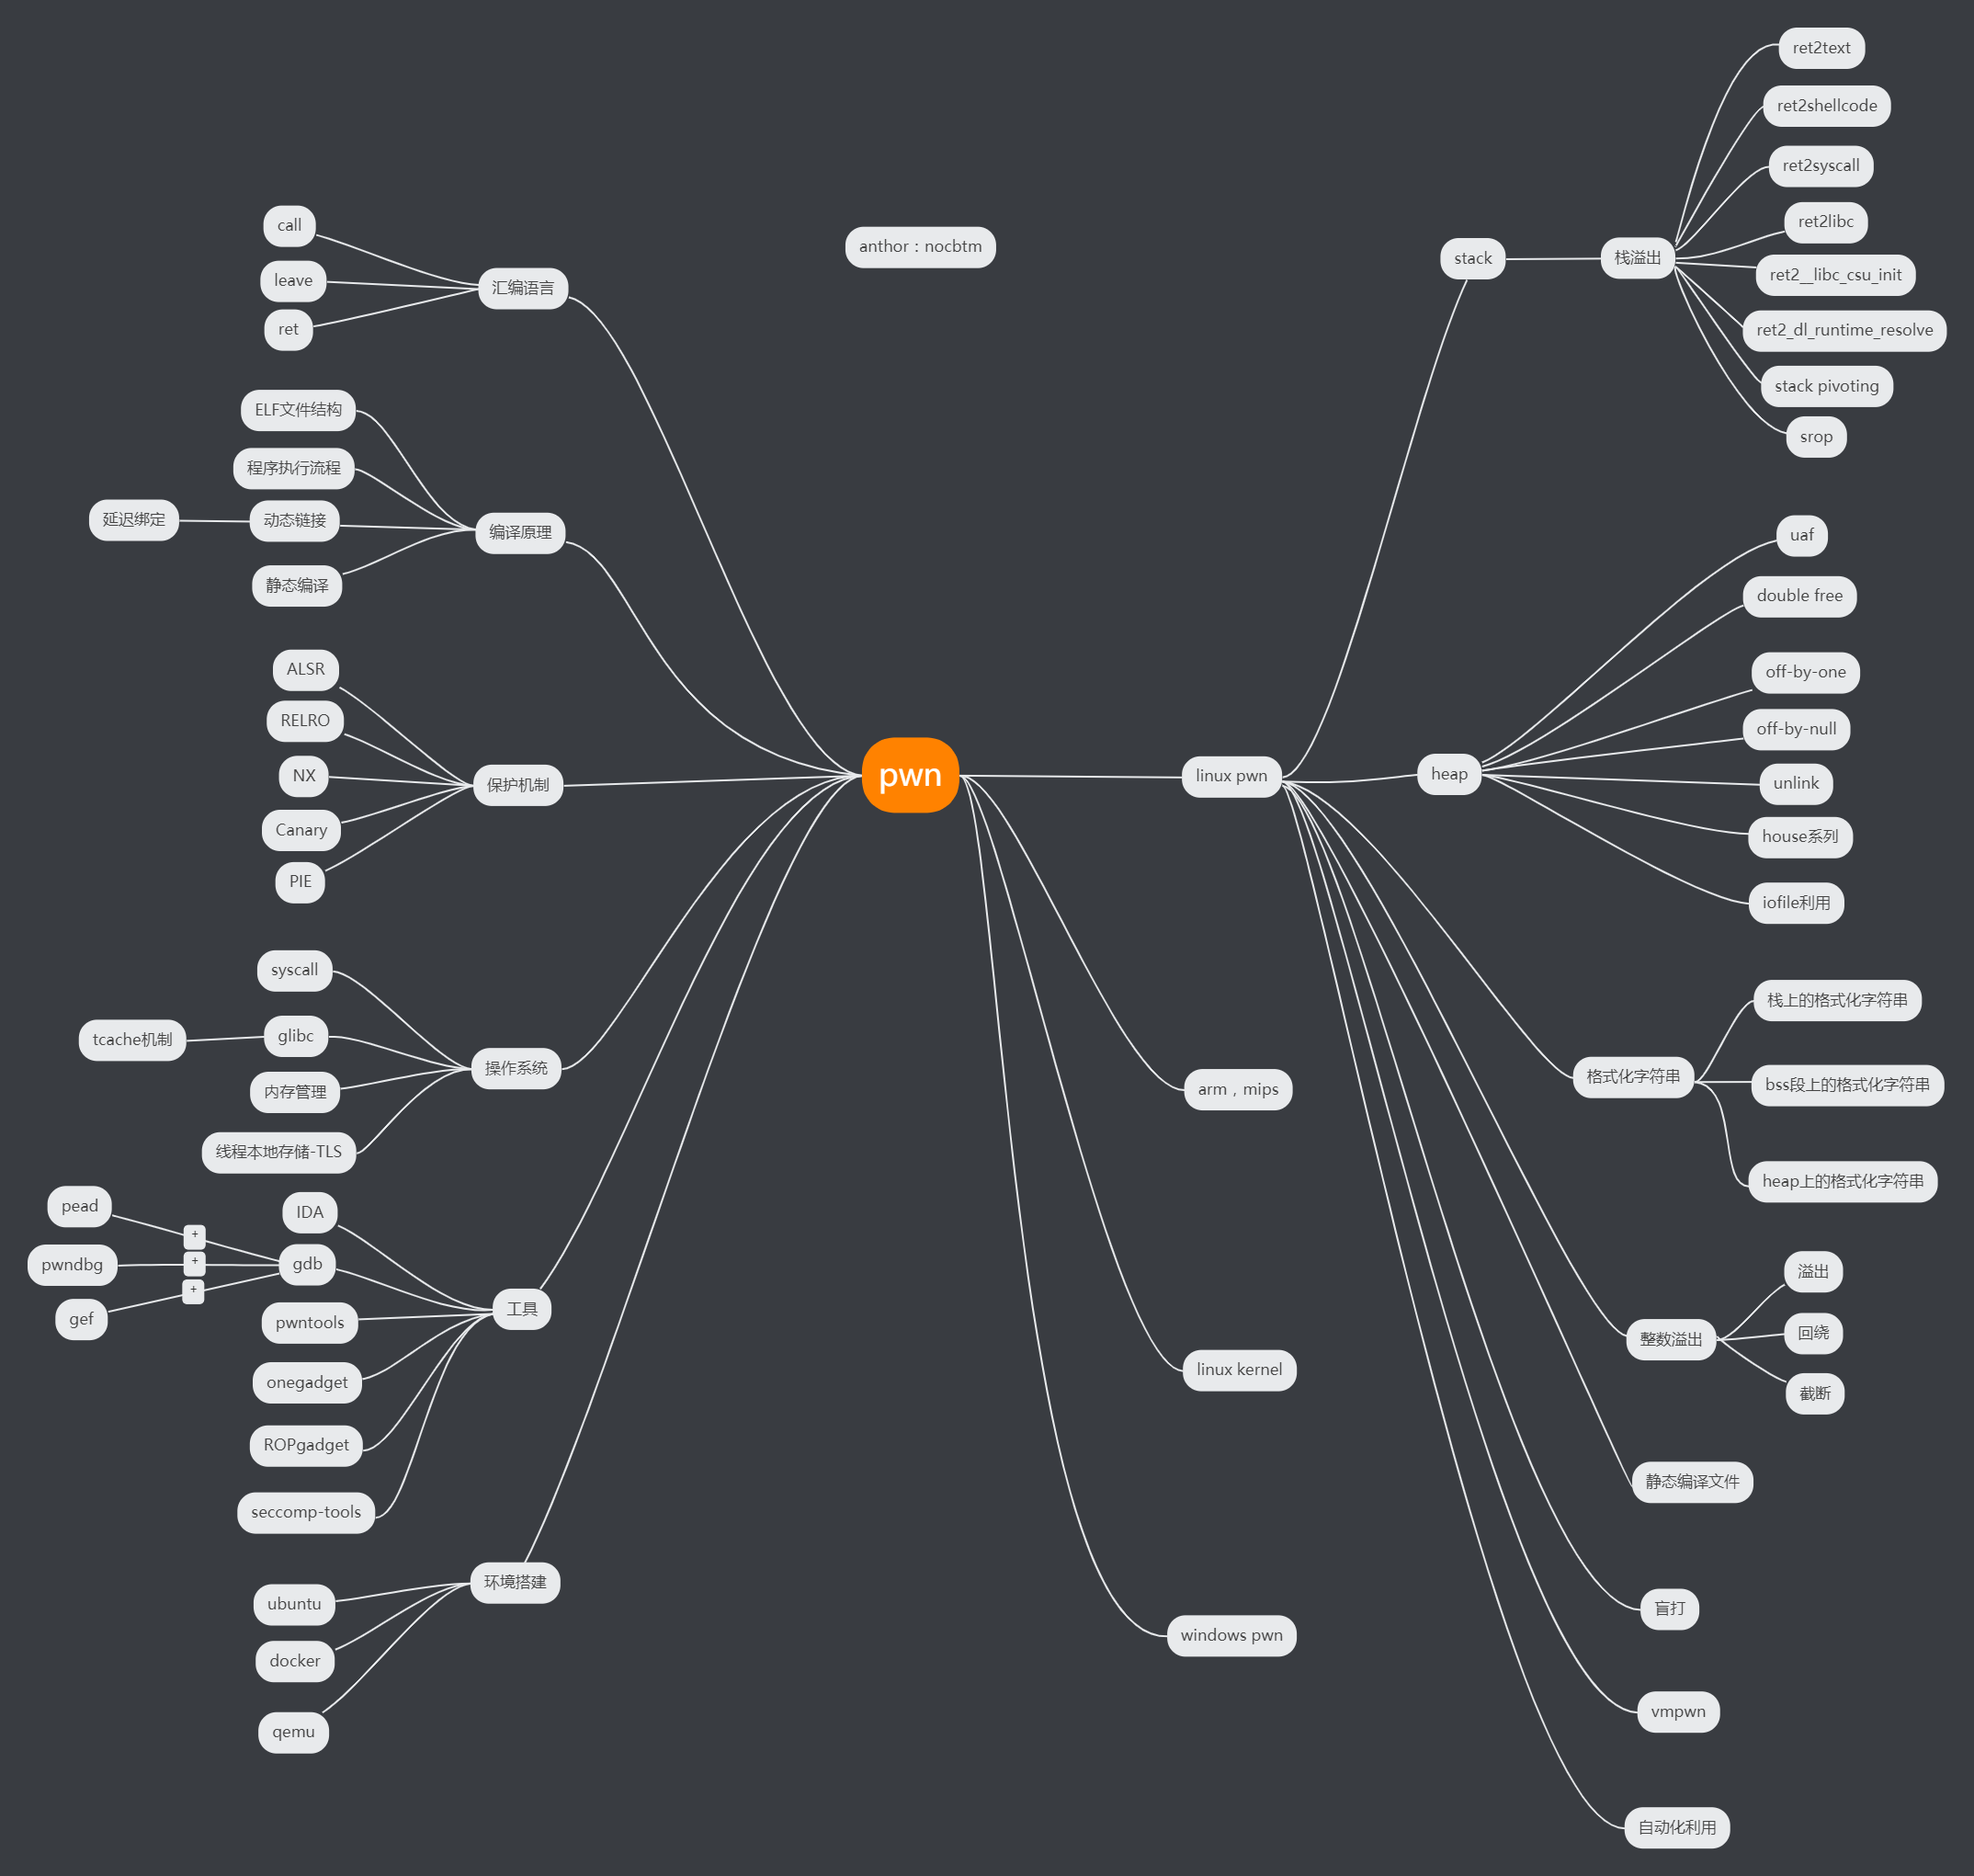 pwn
anthor：nocbtm
汇编语言
call
leave
ret
编译原理
ELF文件结构
程序执行流程
动态链接
延迟绑定
静态编译
保护机制
ALSR
RELRO
NX
Canary
PIE
操作系统
syscall
glibc
tcache机制
内存管理
线程本地存储-TLS
工具
IDA
gdb
pead
+
pwndbg
+
gef
+
pwntools
onegadget
ROPgadget
seccomp-tools
环境搭建
ubuntu
docker
qemu
linux pwn
stack
栈溢出
ret2text
ret2shellcode
ret2syscall
ret2libc
ret2__libc_csu_init
ret2_dl_runtime_resolve
stack pivoting
srop
heap
uaf
double free
off-by-one
off-by-null
unlink
house系列
iofile利用
格式化字符串
栈上的格式化字符串
bss段上的格式化字符串
heap上的格式化字符串
整数溢出
溢出
回绕
截断
静态编译文件
盲打
vmpwn
自动化利用
arm，mips
linux kernel
windows pwn